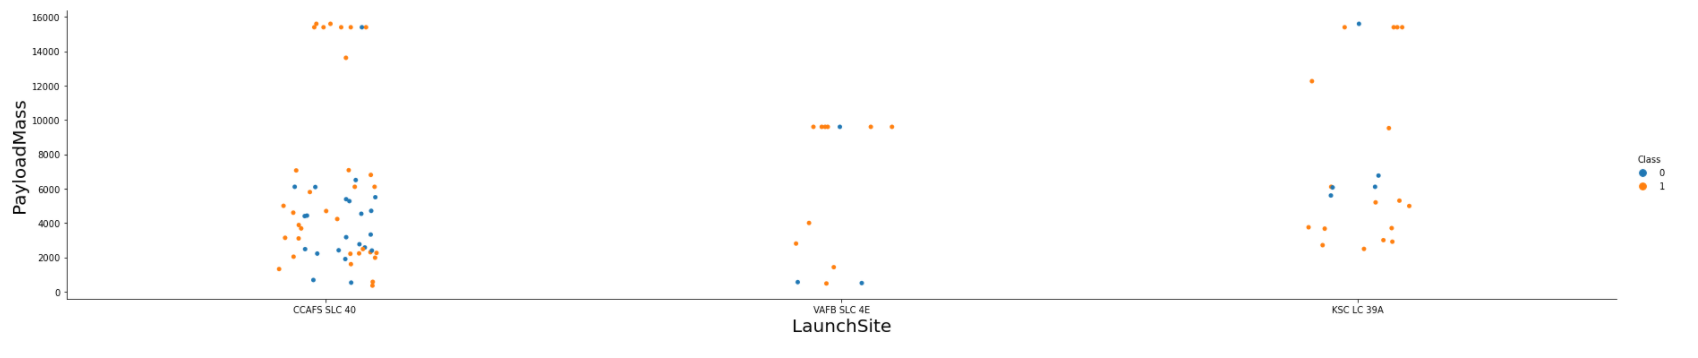 16000
14000
12000
10000
8000
6000
4000
2000
0
PayloadMass
CCAFS SLC 40
VAFB SLC 4E
KSC LC 39A
LaunchSite
Class
0
1